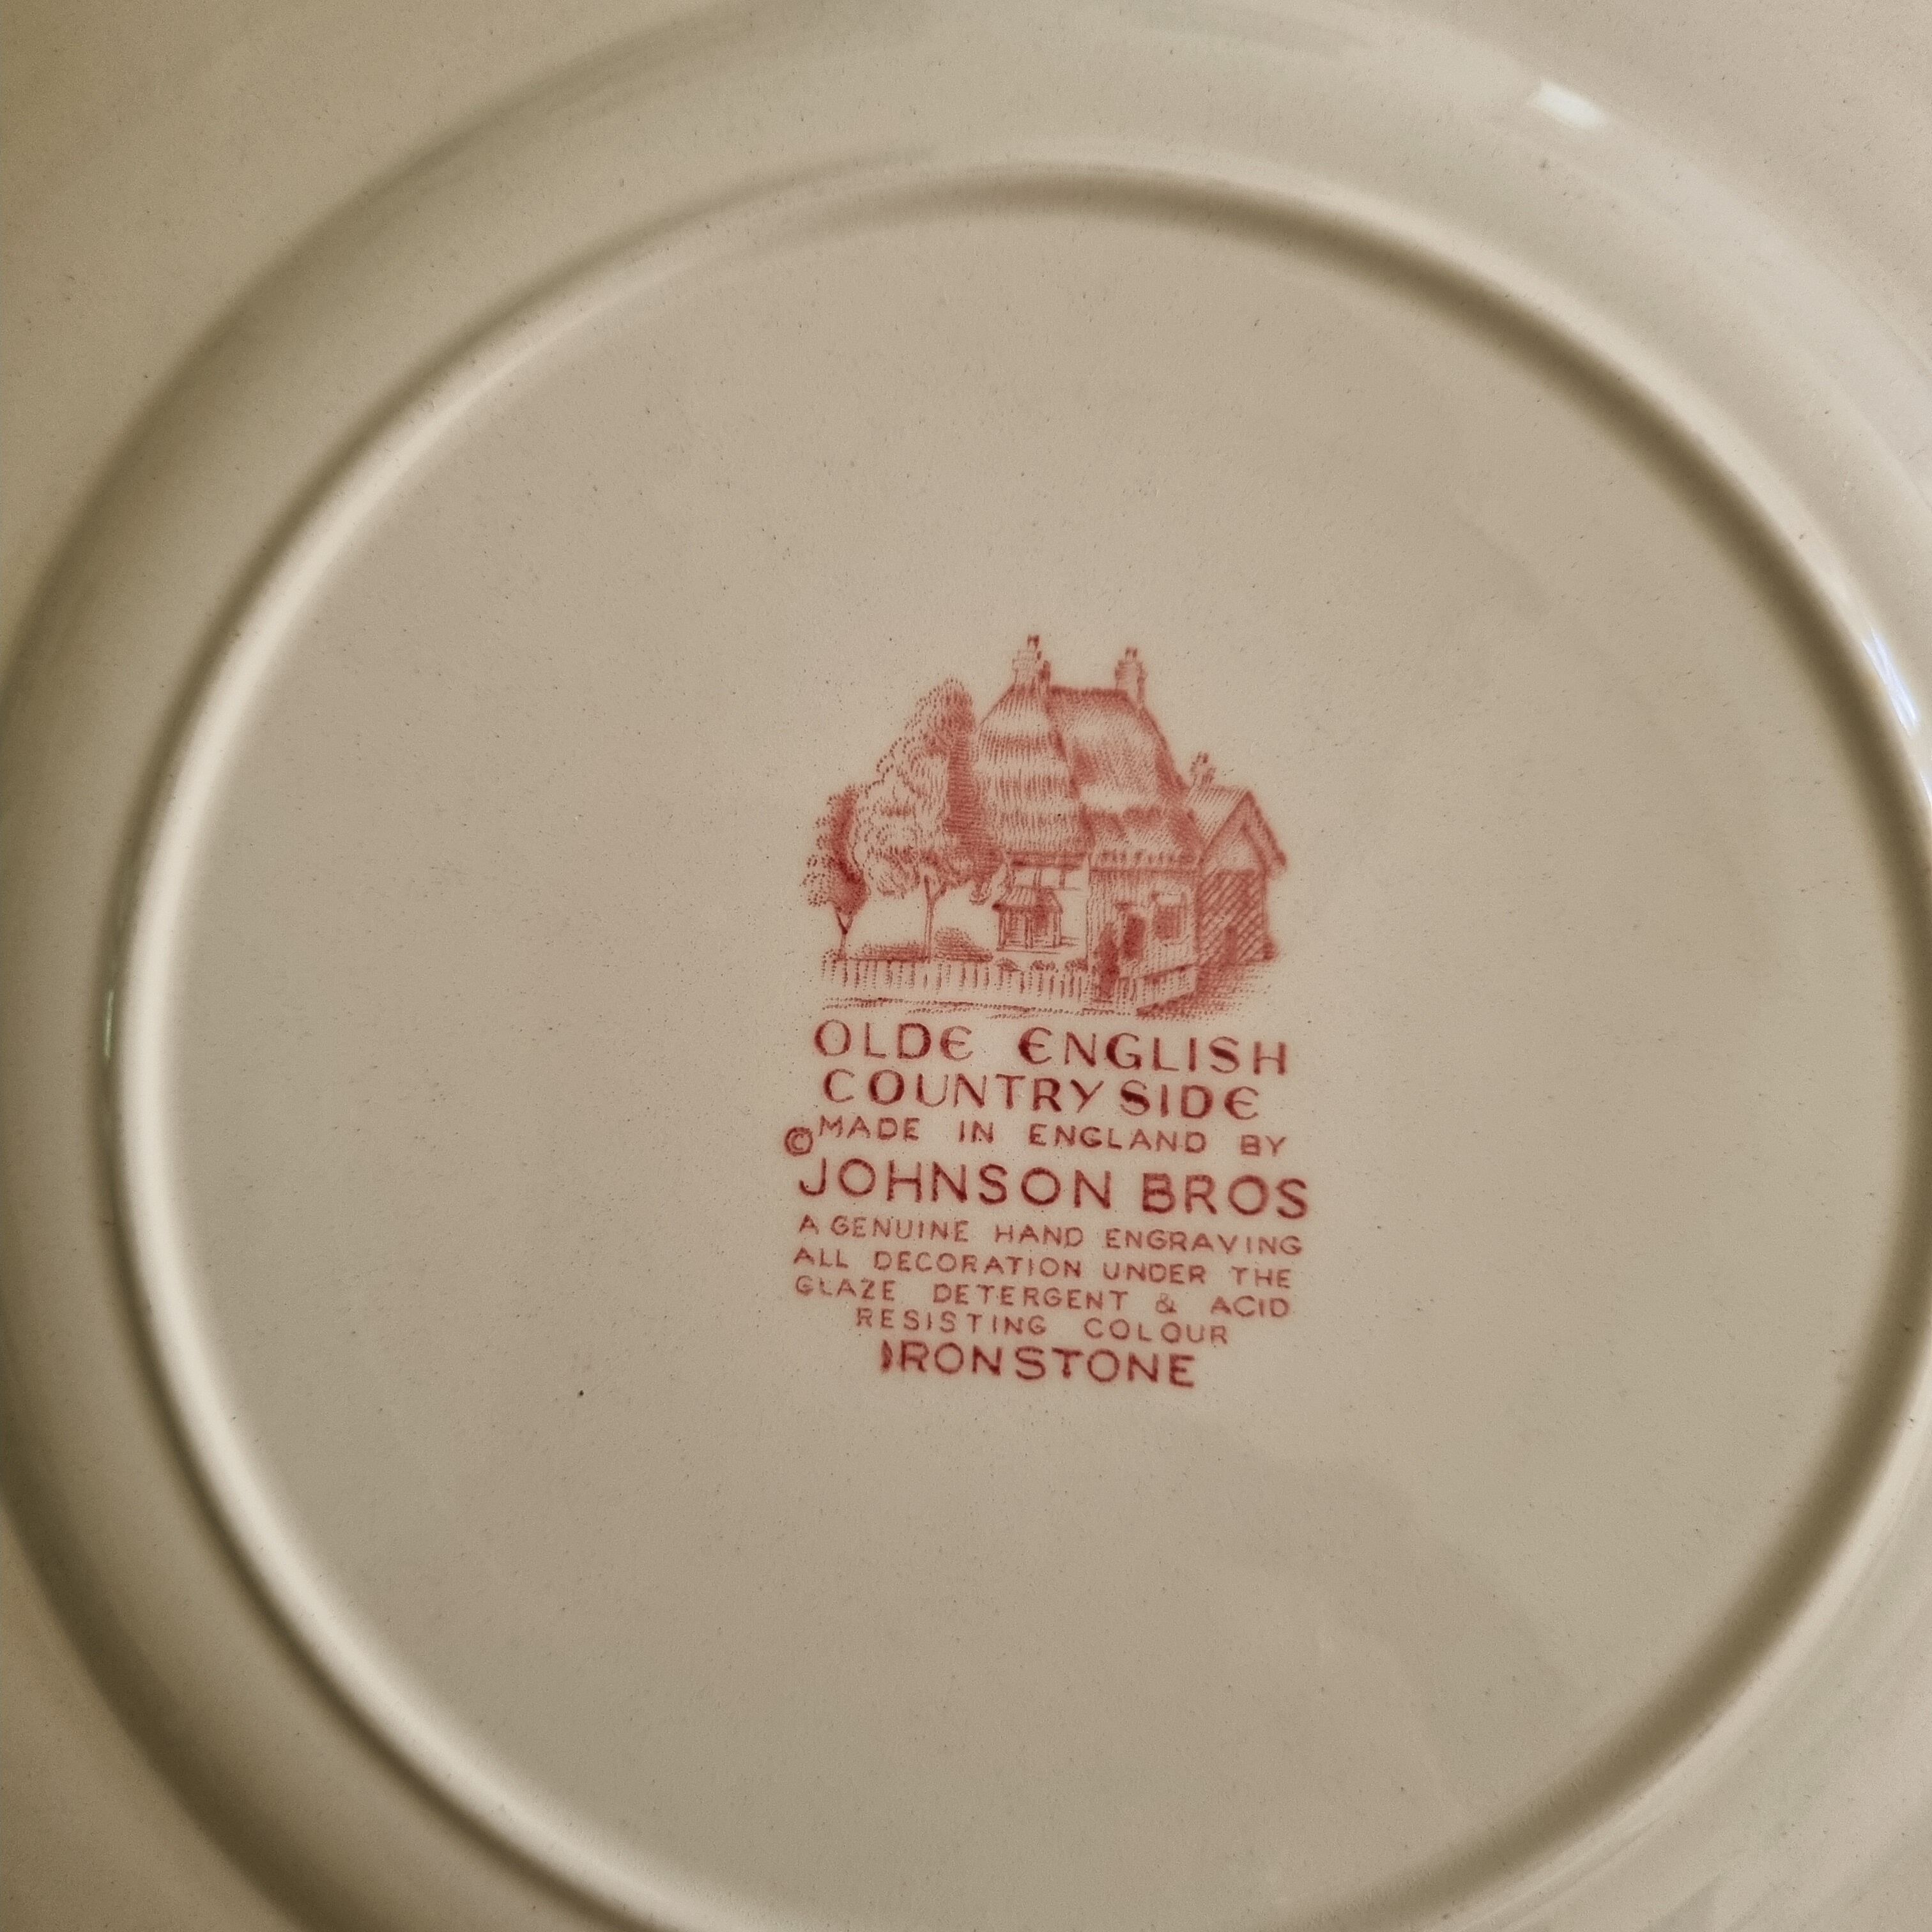 OLDE ENGLISH
COUNTRYSIDE
© MADE IN ENGLAND BY
JOHNSON BROS
A GENUINE HAND ENGRAVING
ALL DECORATION UNDER THE
GLAZE DETERGENT & ACID
RESISTING COLOUR
IRONSTONE